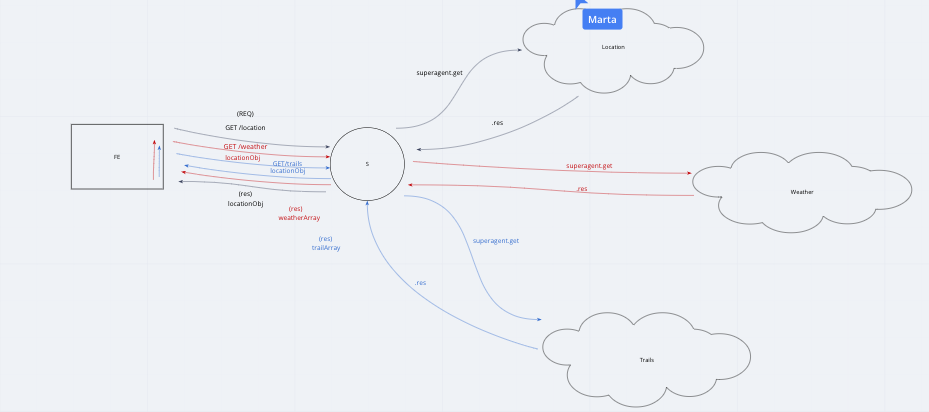 Marta
Location
superagent.get
(REQ)
GET /location
.res
GET /weather
locationObj
GET/trails
locationObj
FE
S
superagent.get
.res
Weather
(res)
locationObj
(res)
weatherArray
(res)
trailArray
superagent.get
.res
Trails